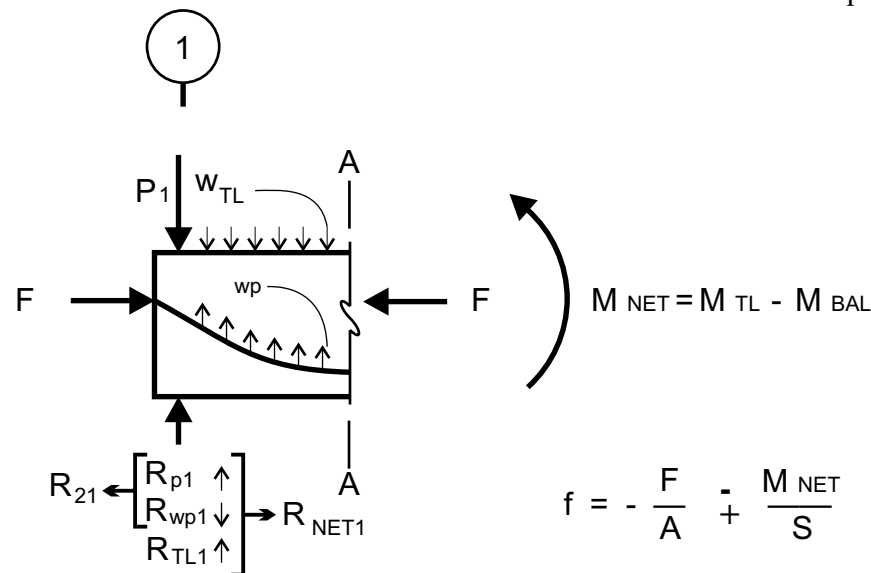 1
A
P1 wTL
wp
F F M NET = M TL - M BAL
A
R21 Rp1
Rwp1 R NET1
RTL1
f = - F/A -+ M NET/S